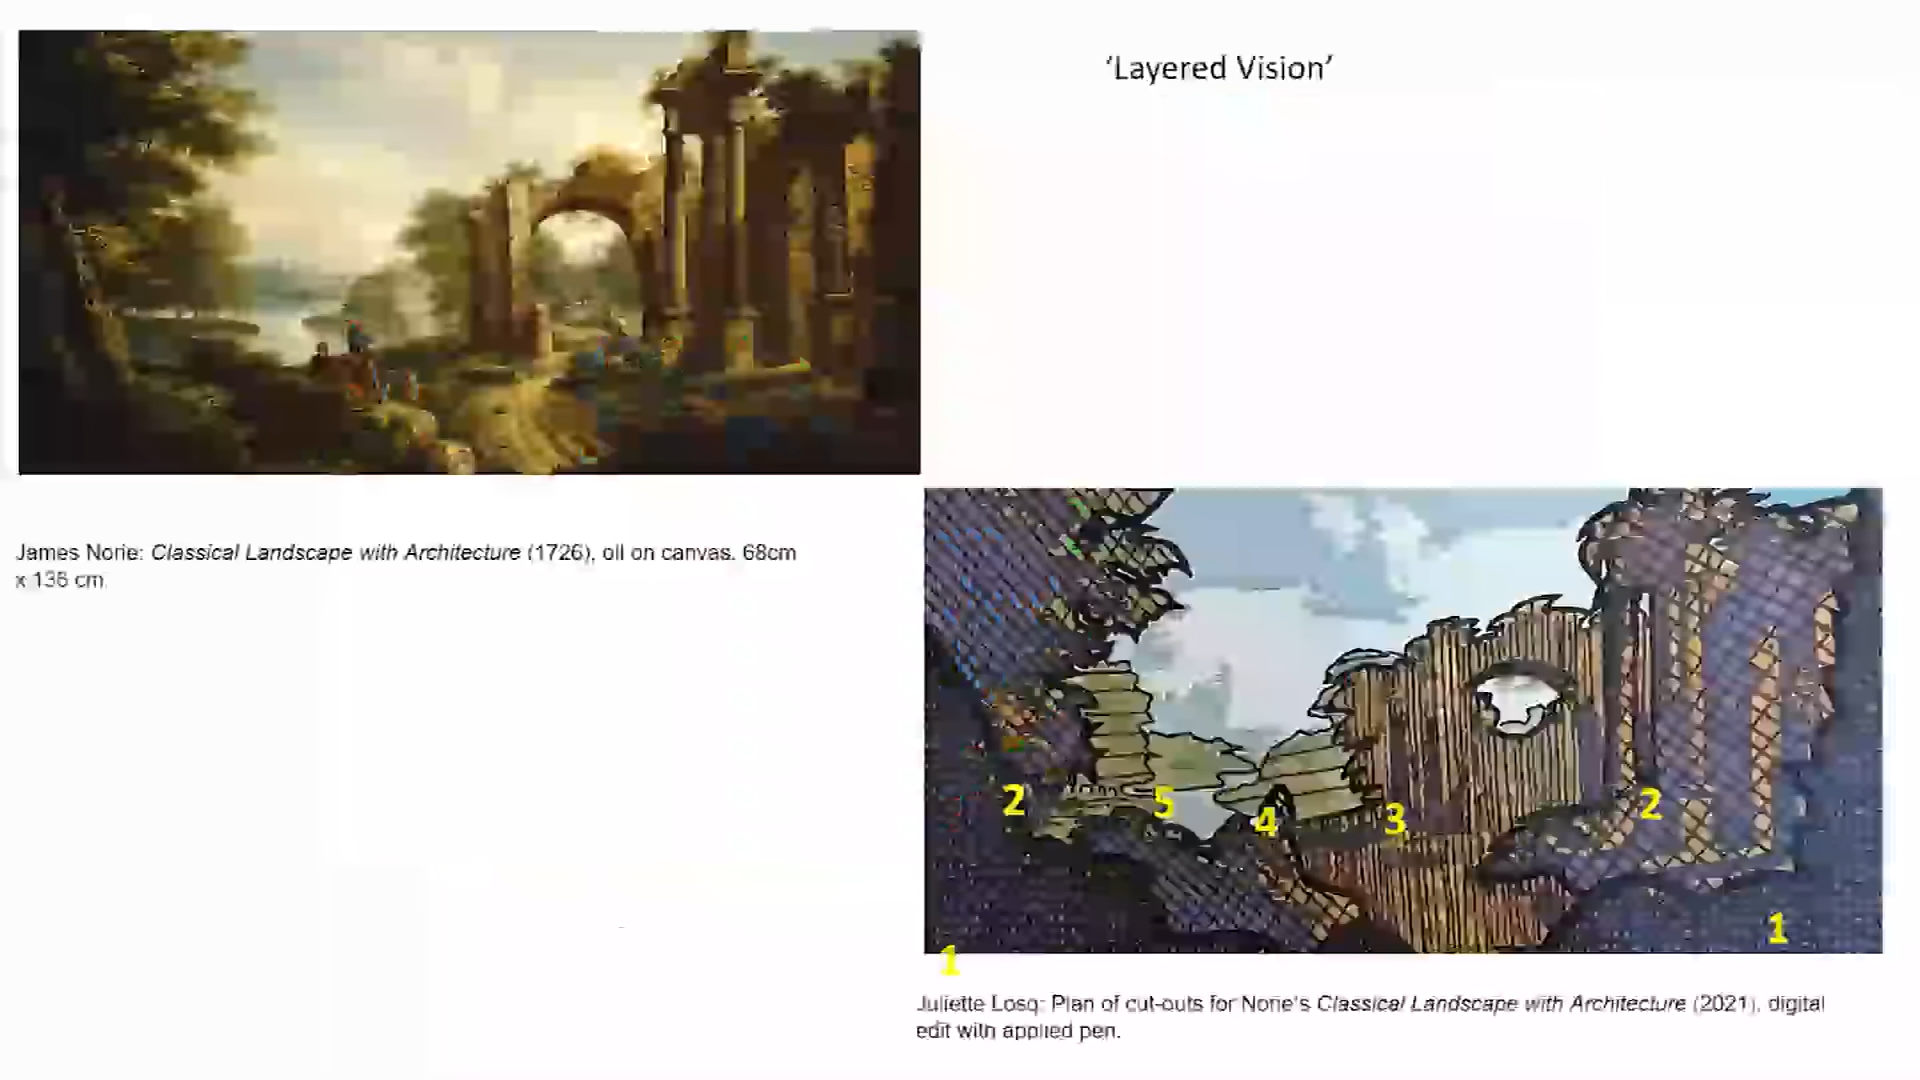 ‘Layered Vision’
James Norie: Classical Landscape with Architecture (1726), oil on canvas. 68cm
x 136 cm.
2
5
4
3
2
1
1
Juliette Losq: Plan of cut-outs for Norie's Classical Landscape with Architecture (2021), digital
edit with applied pen.